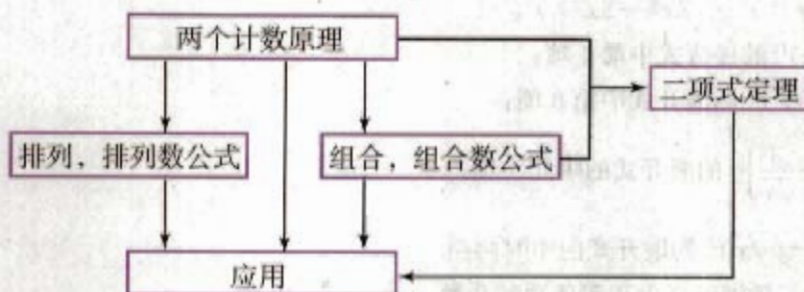 两个计数原理
二项式定理
排列，排列数公式
组合，组合数公式
应用